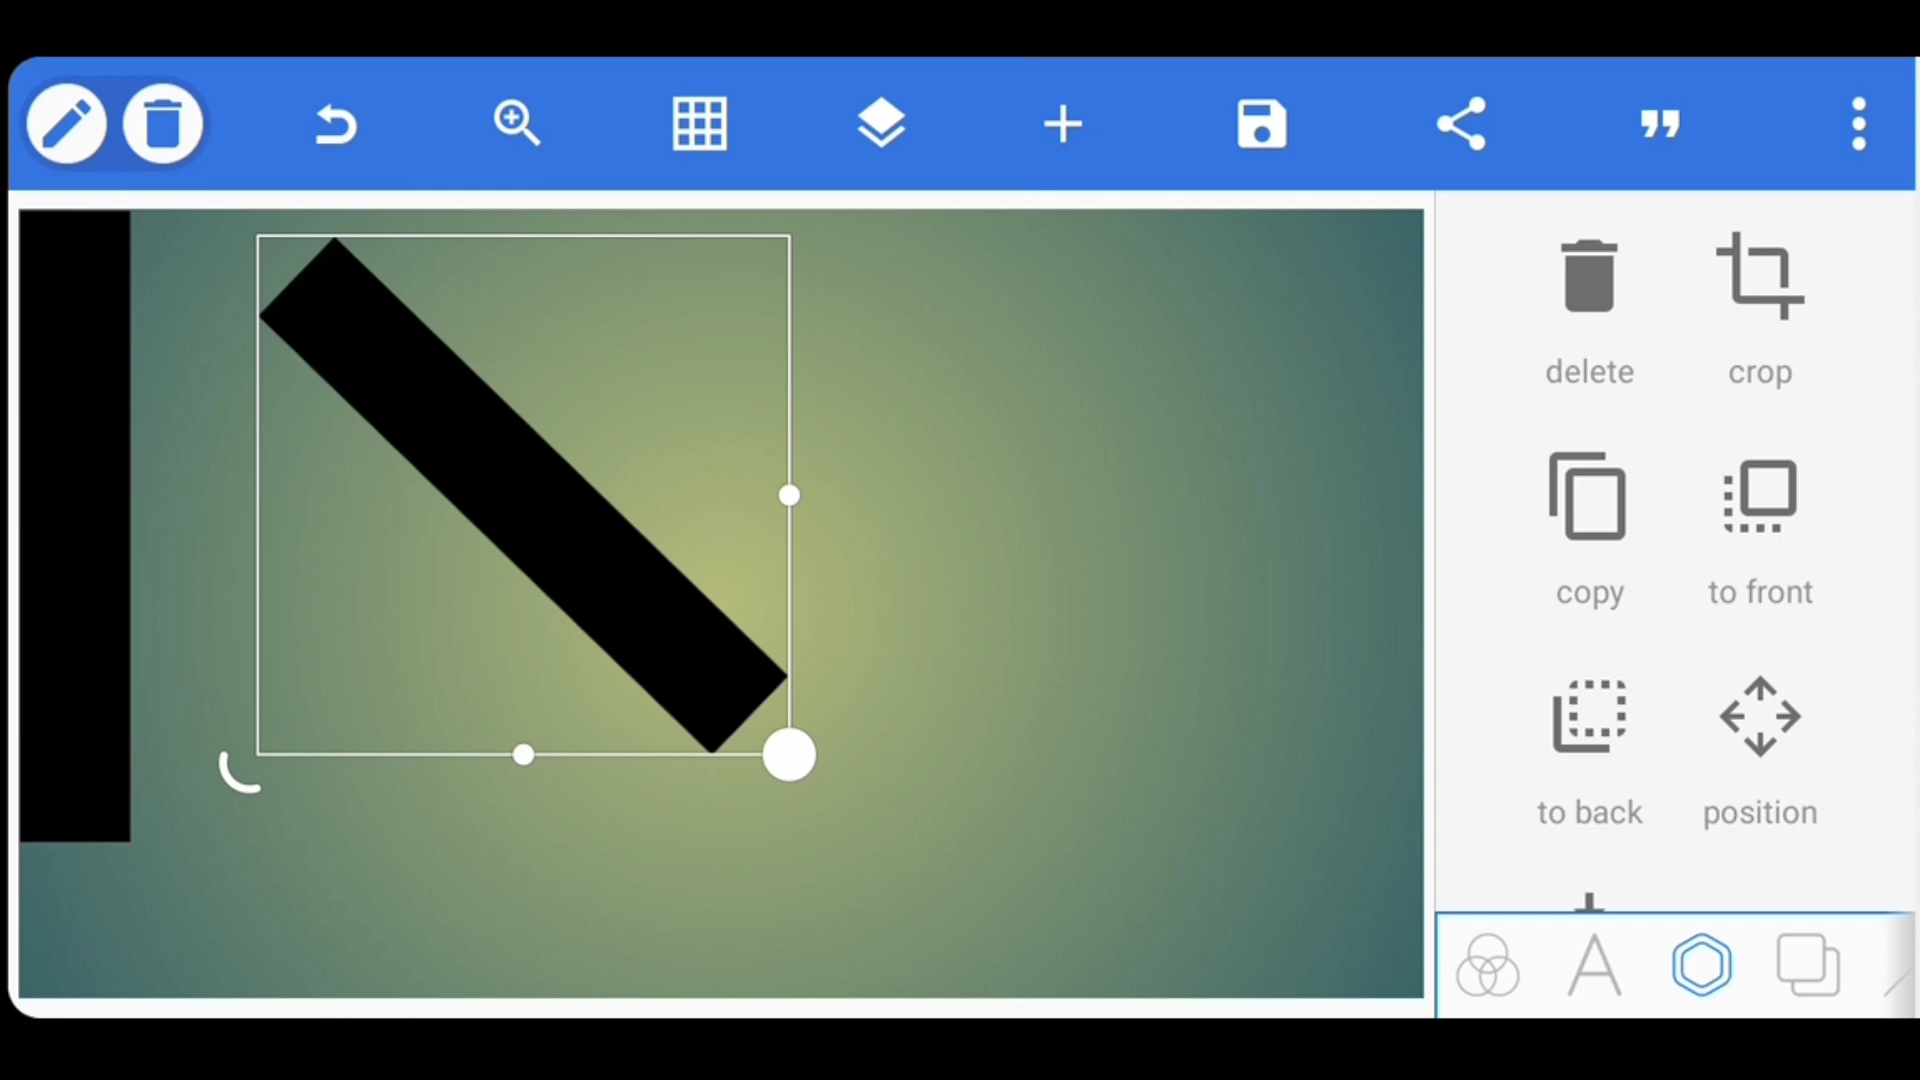 delete
crop
copy
to front
to back
position